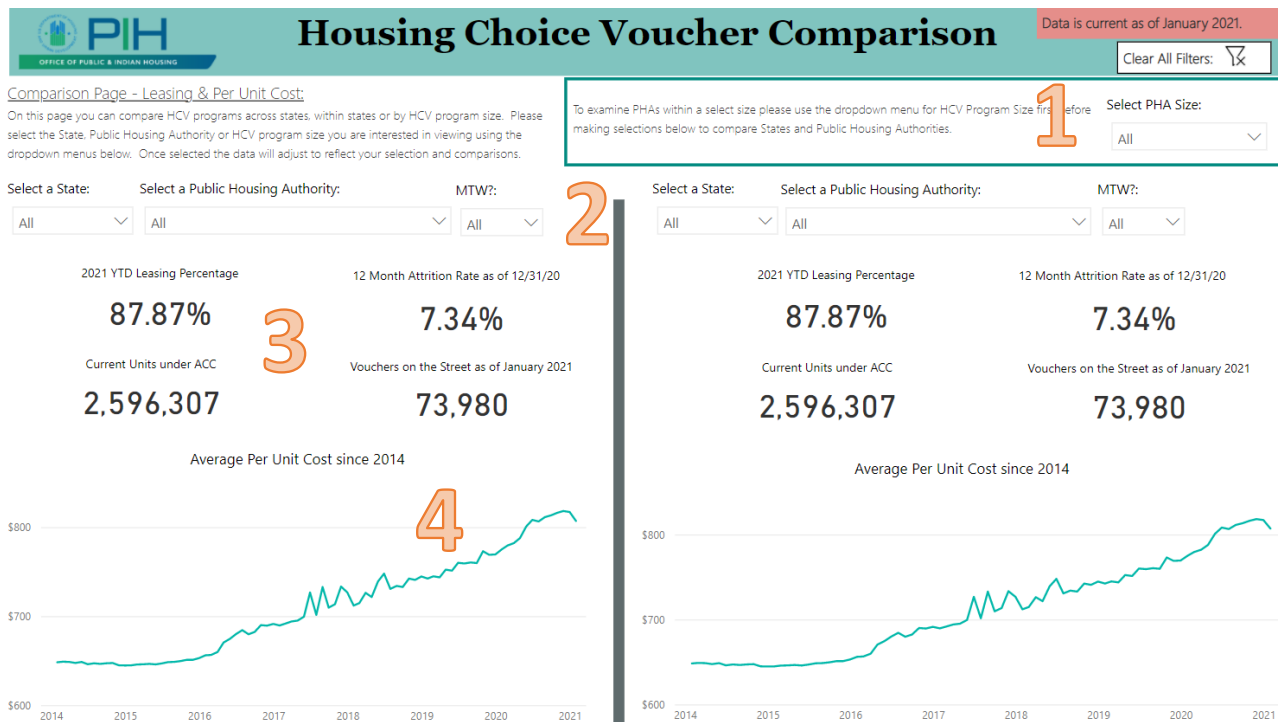 PIH
OFFICE OF PUBLIC & INDIAN HOUSING
Housing Choice Voucher Comparison
Data is current as of January 2021.
Clear All Filters:
Comparison Page - Leasing & Per Unit Cost:
On this page you can compare HCV programs across states, within states or by HCV program size. Please
select the State, Public Housing Authority or HCV program size you are interested in viewing using the
dropdown menus below. Once selected the data will adjust to reflect your selection and comparisons.
To examine PHAs within a select size please use the dropdown menu for HCV Program Size first before
making selections below to compare States and Public Housing Authorities.
1
Select PHA Size:
All
Select a State:
Select a Public Housing Authority:
MTW?:
All
All
All
2
Select a State:
Select a Public Housing Authority:
MTW?:
All
All
All
2021 YTD Leasing Percentage
12 Month Attrition Rate as of 12/31/20
87.87%
7.34%
3
Current Units under ACC
Vouchers on the Street as of January 2021
2,596,307
73,980
Average Per Unit Cost since 2014
4
$800
$700
$600
2014 2015 2016 2017 2018 2019 2020 2021
2021 YTD Leasing Percentage
12 Month Attrition Rate as of 12/31/20
87.87%
7.34%
Current Units under ACC
Vouchers on the Street as of January 2021
2,596,307
73,980
Average Per Unit Cost since 2014
$800
$700
$600
2014 2015 2016 2017 2018 2019 2020 2021